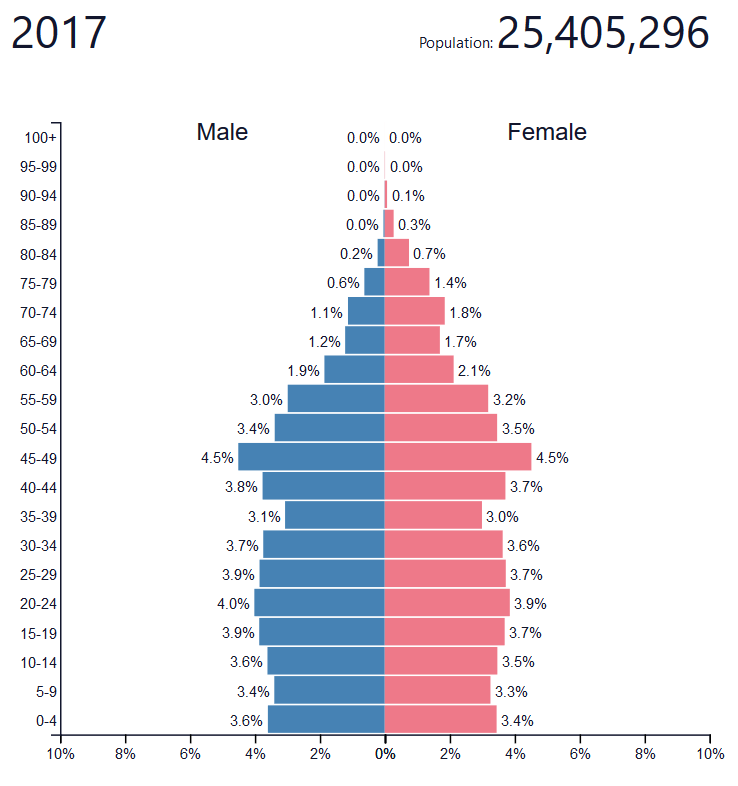 2017
Population: 25,405,296
Male Female
100+ 0.0% 0.0%
95-99 0.0% 0.0%
90-94 0.0% 0.1%
85-89 0.0% 0.3%
80-84 0.2% 0.7%
75-79 0.6% 1.4%
70-74 1.1% 1.8%
65-69 1.2% 1.7%
60-64 1.9% 2.1%
55-59 3.0% 3.2%
50-54 3.4% 3.5%
45-49 4.5% 4.5%
40-44 3.8% 3.7%
35-39 3.1% 3.0%
30-34 3.7% 3.6%
25-29 3.9% 3.7%
20-24 4.0% 3.9%
15-19 3.9% 3.7%
10-14 3.6% 3.5%
5-9 3.4% 3.3%
0-4 3.6% 3.4%
10% 8% 6% 4% 2% 0% 2% 4% 6% 8% 10%